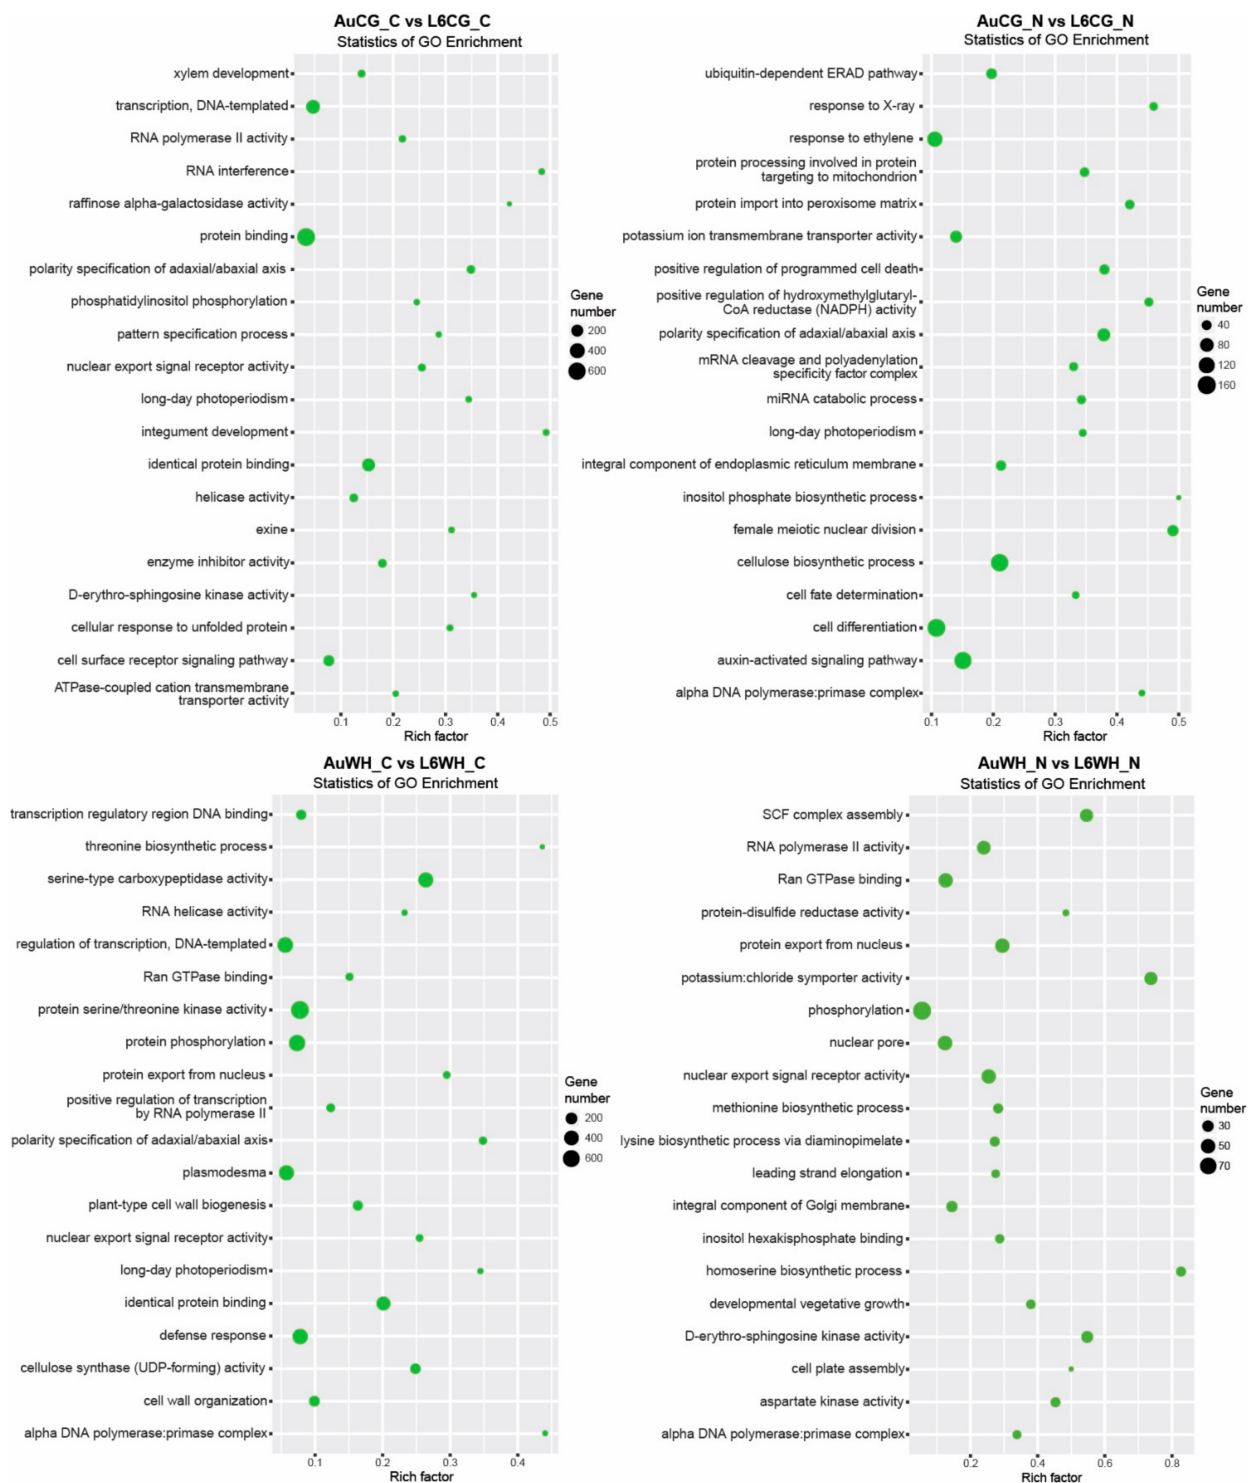 AuCG_C vs L6CG_C
Statistics of GO Enrichment
xylem development
transcription, DNA-templated
RNA polymerase II activity
RNA interference
raffinose alpha-galactosidase activity
protein binding
polarity specification of adaxial/abaxial axis
phosphatidylinositol phosphorylation
pattern specification process
nuclear export signal receptor activity
long-day photoperiodism
integument development
identical protein binding
helicase activity
exine
enzyme inhibitor activity
D-erythro-sphingosine kinase activity
cellular response to unfolded protein
cell surface receptor signaling pathway
ATPase-coupled cation transmembrane
transporter activity
0.1 0.2 0.3 0.4 0.5
Rich factor
Gene
number
200
400
600
AuCG_N vs L6CG_N
Statistics of GO Enrichment
ubiquitin-dependent ERAD pathway
response to X-ray
response to ethylene
protein processing involved in protein
targeting to mitochondrion
protein import into peroxisome matrix
potassium ion transmembrane transporter activity
positive regulation of programmed cell death
positive regulation of hydroxymethylglutaryl-
CoA reductase (NADPH) activity
polarity specification of adaxial/abaxial axis
mRNA cleavage and polyadenylation
specificity factor complex
miRNA catabolic process
long-day photoperiodism
integral component of endoplasmic reticulum membrane
inositol phosphate biosynthetic process
female meiotic nuclear division
cellulose biosynthetic process
cell fate determination
cell differentiation
auxin-activated signaling pathway
alpha DNA polymerase:primase complex
0.1 0.2 0.3 0.4 0.5
Rich factor
Gene
number
40
80
120
160
AuWH_C vs L6WH_C
Statistics of GO Enrichment
transcription regulatory region DNA binding
threonine biosynthetic process
serine-type carboxypeptidase activity
RNA helicase activity
regulation of transcription, DNA-templated
Ran GTPase binding
protein serine/threonine kinase activity
protein phosphorylation
protein export from nucleus
positive regulation of transcription
by RNA polymerase II
polarity specification of adaxial/abaxial axis
plasmodesma
plant-type cell wall biogenesis
nuclear export signal receptor activity
long-day photoperiodism
identical protein binding
defense response
cellulose synthase (UDP-forming) activity
cell wall organization
alpha DNA polymerase:primase complex
0.1 0.2 0.3 0.4
Rich factor
Gene
number
200
400
600
AuWH_N vs L6WH_N
Statistics of GO Enrichment
SCF complex assembly
RNA polymerase II activity
Ran GTPase binding
protein-disulfide reductase activity
protein export from nucleus
potassium:chloride symporter activity
phosphorylation
nuclear pore
nuclear export signal receptor activity
methionine biosynthetic process
lysine biosynthetic process via diaminopimelate
leading strand elongation
integral component of Golgi membrane
inositol hexakisphosphate binding
homoserine biosynthetic process
developmental vegetative growth
D-erythro-sphingosine kinase activity
cell plate assembly
aspartate kinase activity
alpha DNA polymerase:primase complex
0.2 0.4 0.6 0.8
Rich factor
Gene
number
30
50
70